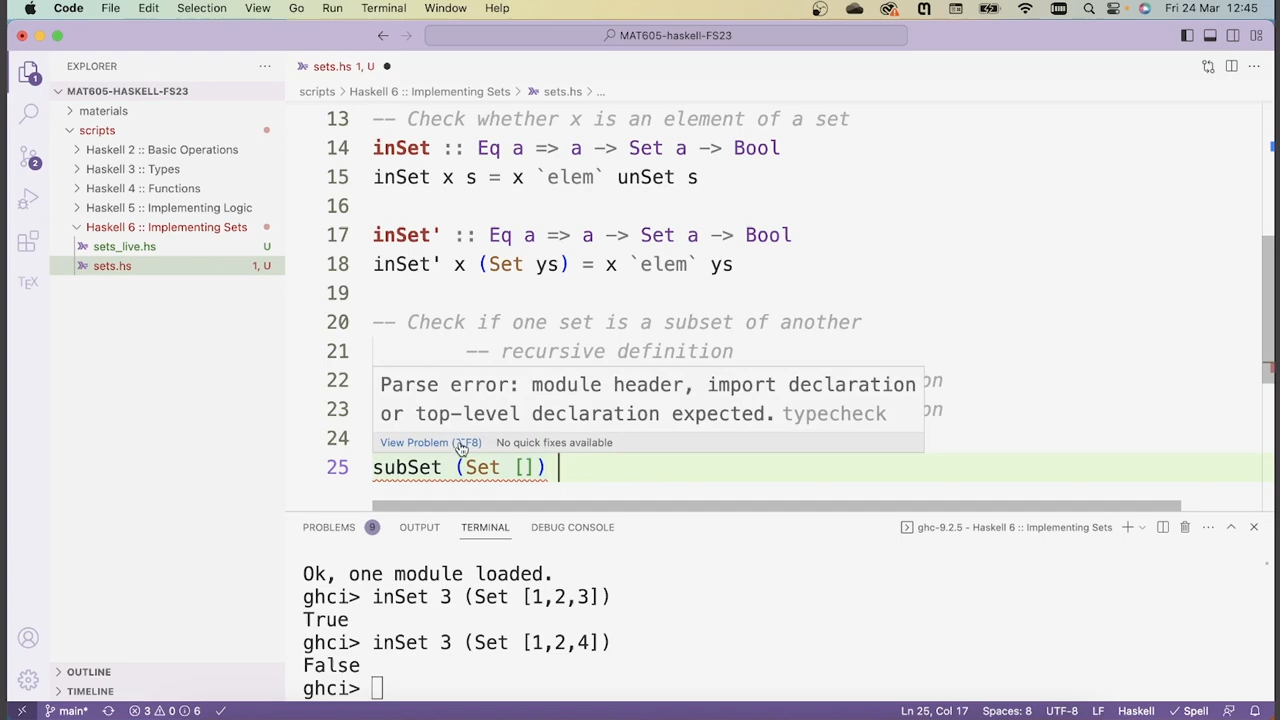 Code File Edit Selection View Go Run Terminal Window Help Fri 24 Mar 12:45
MAT605-haskell-FS23
EXPLORER
sets.hs 1, U
MAT605-HASKELL-FS23
scripts Haskell 6 :: Implementing Sets sets.hs ...
materials
scripts
Haskell 2 :: Basic Operations
Haskell 3 :: Types
Haskell 4 :: Functions
Haskell 5 :: Implementing Logic
Haskell 6 :: Implementing Sets
sets_live.hs U
sets.hs 1, U
1
2
TEX
13 -- Check whether x is an element of a set
14 inSet :: Eq a => a -> Set a -> Bool
15 inSet x s = x `elem` unSet s
16
17 inSet' :: Eq a => a -> Set a -> Bool
18 inSet' x (Set ys) = x `elem` ys
19
20 -- Check if one set is a subset of another
21 -- recursive definition
22 on
23 on
24
25 subSet (Set [])
Parse error: module header, import declaration
or top-level declaration expected. typecheck
View Problem (F8) No quick fixes available
PROBLEMS 9 OUTPUT TERMINAL DEBUG CONSOLE ghc-9.2.5 - Haskell 6 :: Implementing Sets
Ok, one module loaded.
ghci> inSet 3 (Set [1,2,3])
True
ghci> inSet 3 (Set [1,2,4])
False
ghci>
OUTLINE
TIMELINE
main* 3 0 6 Ln 25, Col 17 Spaces: 8 UTF-8 LF Haskell Spell